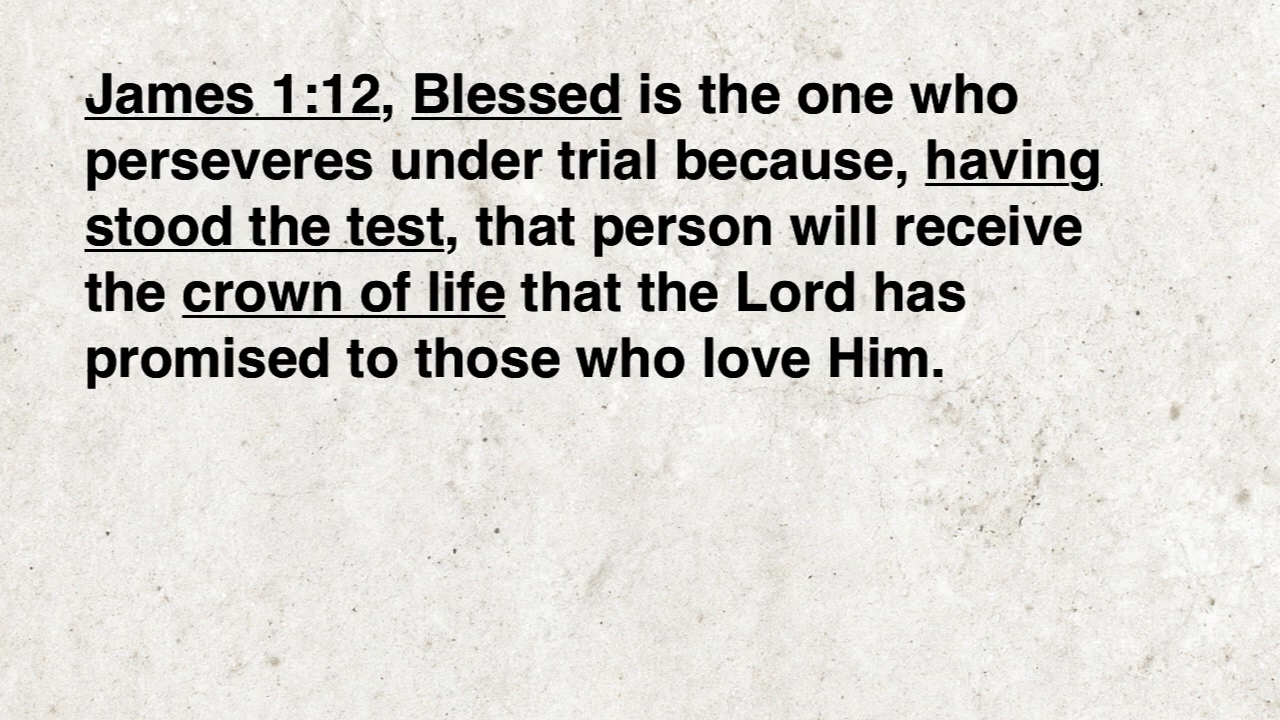 James 1:12, Blessed is the one who
perseveres under trial because, having
stood the test, that person will receive
the crown of life that the Lord has
promised to those who love Him.